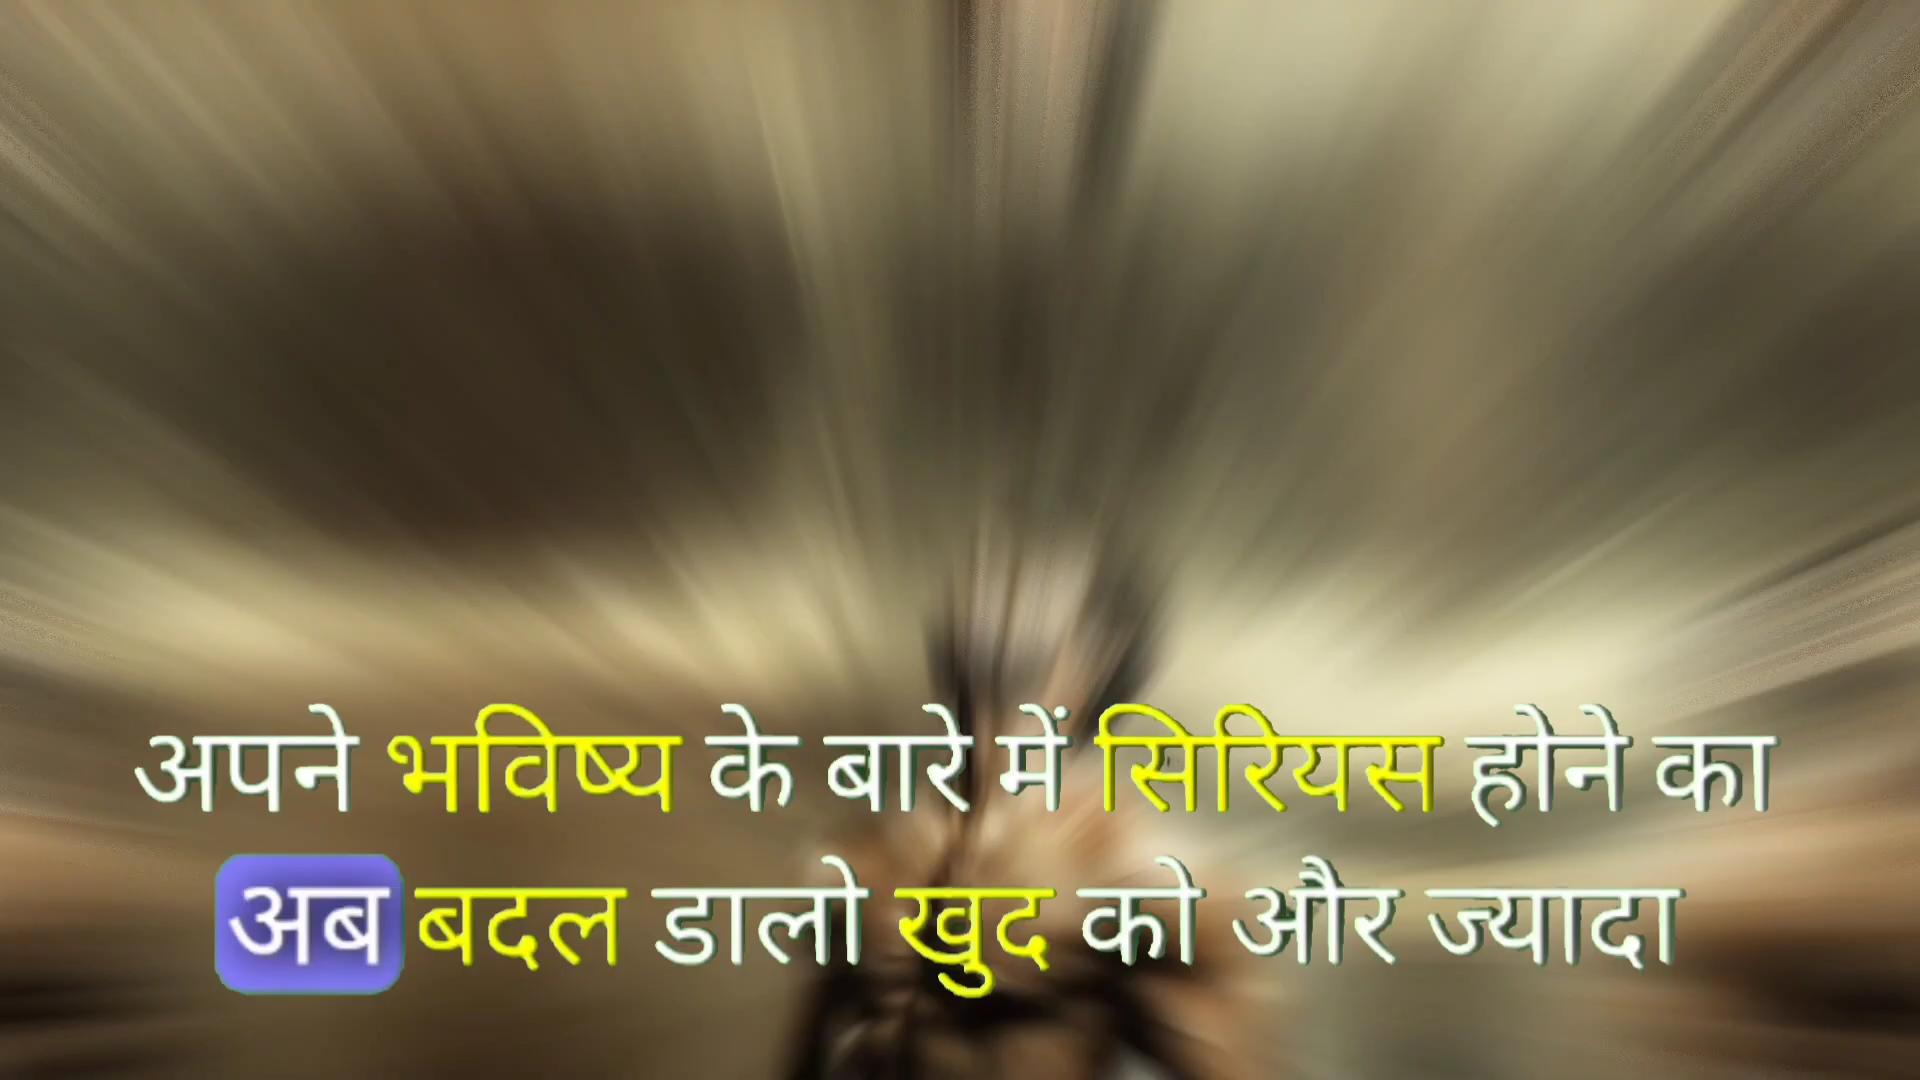 अपने भविष्य के बारे में सिरियस होने का
अब बदल डालो खुद को और ज्यादा